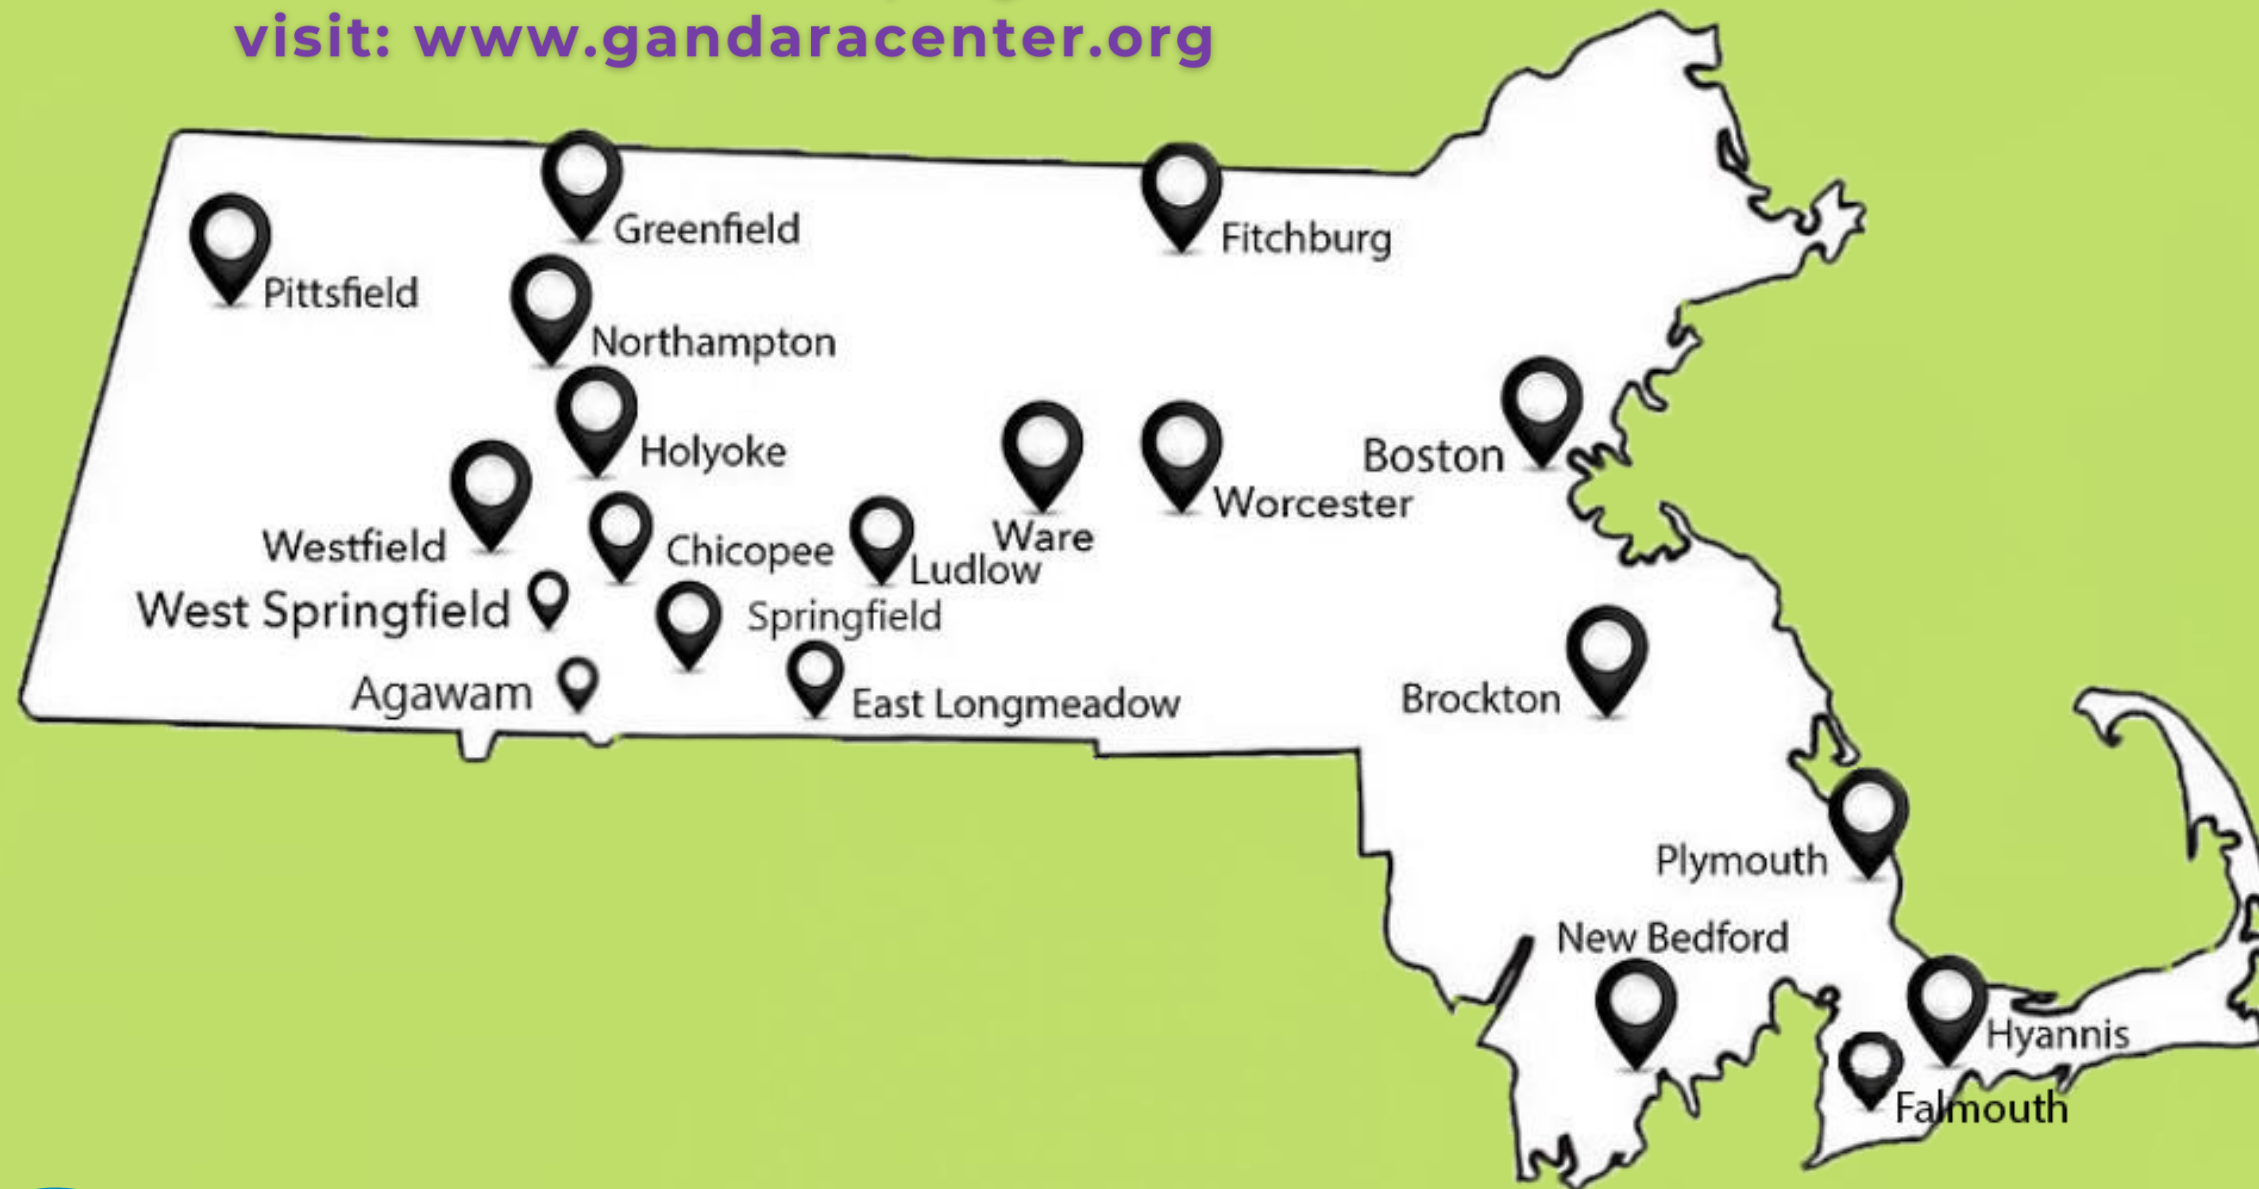 visit: www.gandaracenter.org
Greenfield
Fitchburg
Pittsfield
Northampton
Holyoke
Boston
Worcester
Ware
Westfield
Chicopee
Ludlow
West Springfield
Springfield
Agawam
East Longmeadow
Brockton
Plymouth
New Bedford
Hyannis
Falmouth